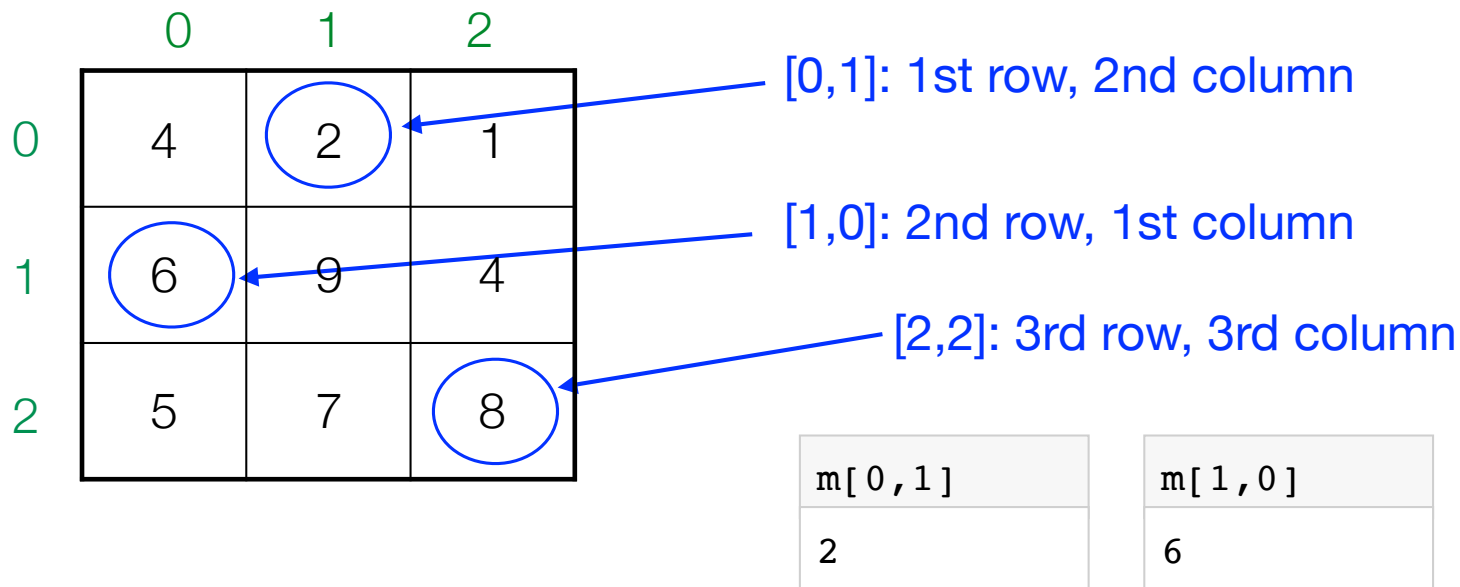 0 1 2
[0,1]: 1st row, 2nd column
0 4 2 1
[1,0]: 2nd row, 1st column
1 6 9 4
[2,2]: 3rd row, 3rd column
2 5 7 8
m[0,1] m[1,0]
2 6